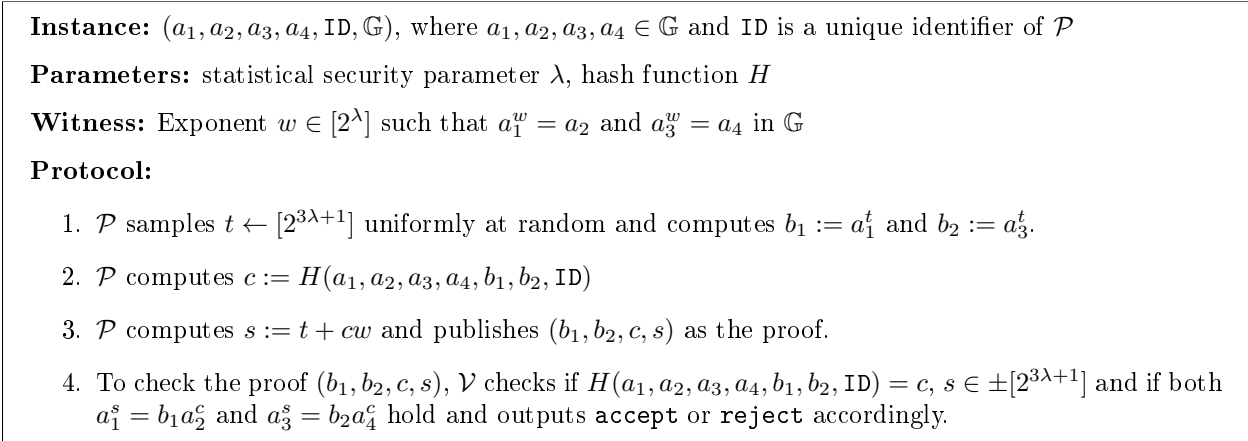 Instance: (a₁, a₂, a₃, a₄, ID, 𝔾), where a₁, a₂, a₃, a₄ ∈ 𝔾 and ID is a unique identifier of 𝒫
Parameters: statistical security parameter λ, hash function H
Witness: Exponent w ∈ [2^λ] such that a₁^w = a₂ and a₃^w = a₄ in 𝔾
Protocol:
1. 𝒫 samples t ← [2^{3λ+1}] uniformly at random and computes b₁ := a₁^t and b₂ := a₃^t.
2. 𝒫 computes c := H(a₁, a₂, a₃, a₄, b₁, b₂, ID)
3. 𝒫 computes s := t + cw and publishes (b₁, b₂, c, s) as the proof.
4. To check the proof (b₁, b₂, c, s), 𝒱 checks if H(a₁, a₂, a₃, a₄, b₁, b₂, ID) = c, s ∈ ±[2^{3λ+1}] and if both
a₁^s = b₁a₂^c and a₃^s = b₂a₄^c hold and outputs accept or reject accordingly.